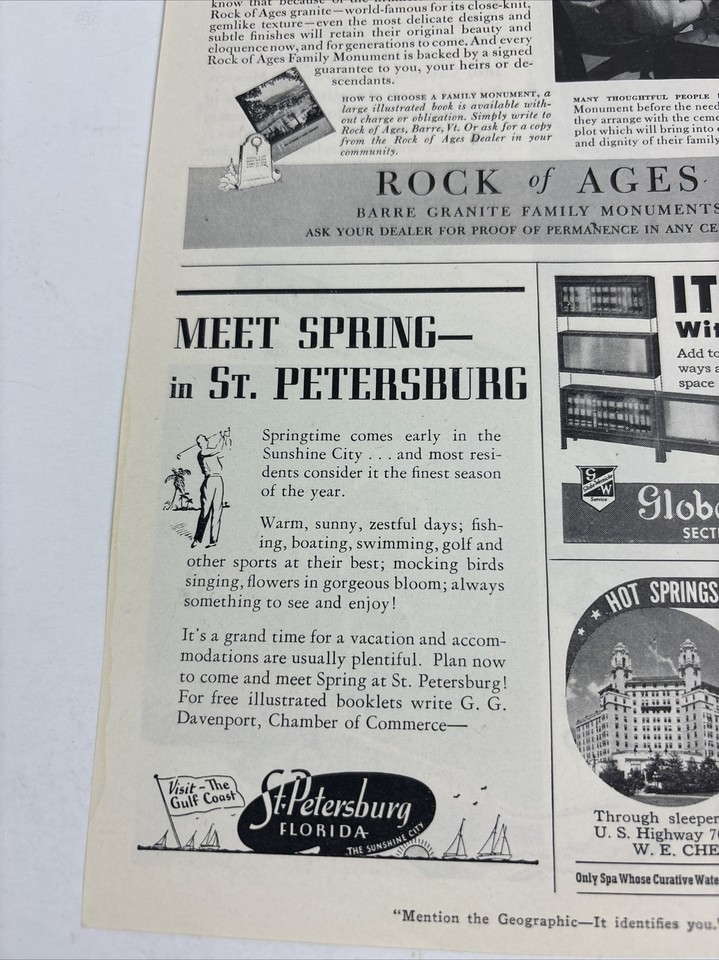 know that because of the
Rock of Ages granite—world-famous for its close-knit,
gemlike texture—even the most delicate designs and
subtle finishes will retain their original beauty and
eloquence now, and for generations to come. And every
Rock of Ages Family Monument is backed by a signed
guarantee to you, your heirs or de-
scendants.
HOW TO CHOOSE A FAMILY MONUMENT, a
large illustrated book is available with-
out charge or obligation. Simply write to
Rock of Ages, Barre, Vt. Or ask for a copy
from the Rock of Ages Dealer in your
community.
MANY THOUGHTFUL PEOPLE
Monument before the need
they arrange with the ceme
plot which will bring into
and dignity of their family
ROCK of AGES
BARRE GRANITE FAMILY MONUMENTS
ASK YOUR DEALER FOR PROOF OF PERMANENCE IN ANY CE
MEET SPRING—
in ST. PETERSBURG
Springtime comes early in the
Sunshine City . . . and most resi-
dents consider it the finest season
of the year.
Warm, sunny, zestful days; fish-
ing, boating, swimming, golf and
other sports at their best; mocking birds
singing, flowers in gorgeous bloom; always
something to see and enjoy!
It's a grand time for a vacation and accom-
modations are usually plentiful. Plan now
to come and meet Spring at St. Petersburg!
For free illustrated booklets write G. G.
Davenport, Chamber of Commerce—
Visit—The
Gulf Coast
St. Petersburg
FLORIDA
THE SUNSHINE CITY
IT
Wit
Add to
ways a
space
G
Globe-Wernicke
W
Service
Globe
SECTI
HOT SPRINGS
Through sleeper
U. S. Highway 70
W. E. CHE
Only Spa Whose Curative Wate
"Mention the Geographic—It identifies you."